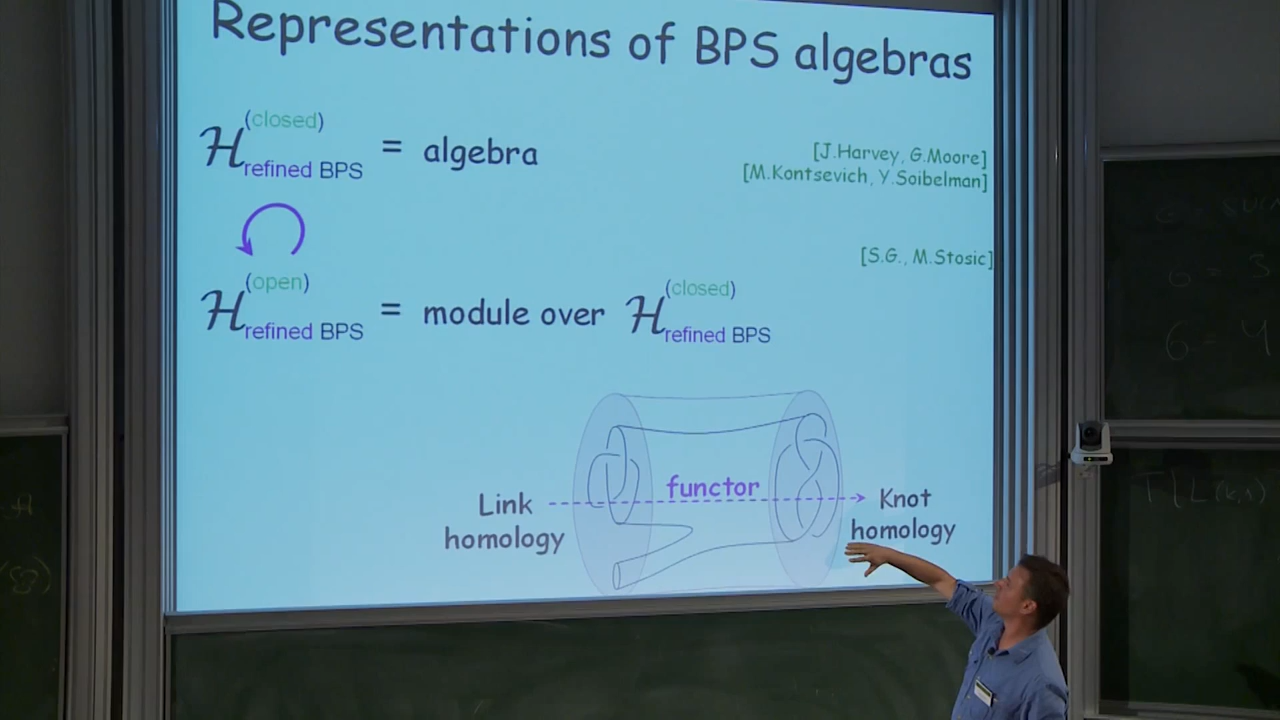 Representations of BPS algebras
ℋ(closed) refined BPS = algebra
[J.Harvey, G.Moore]
[M.Kontsevich, Y.Soibelman]
[S.G., M.Stosic]
ℋ(open) refined BPS = module over ℋ(closed) refined BPS
Link homology
functor
Knot homology
T[L(k,1)